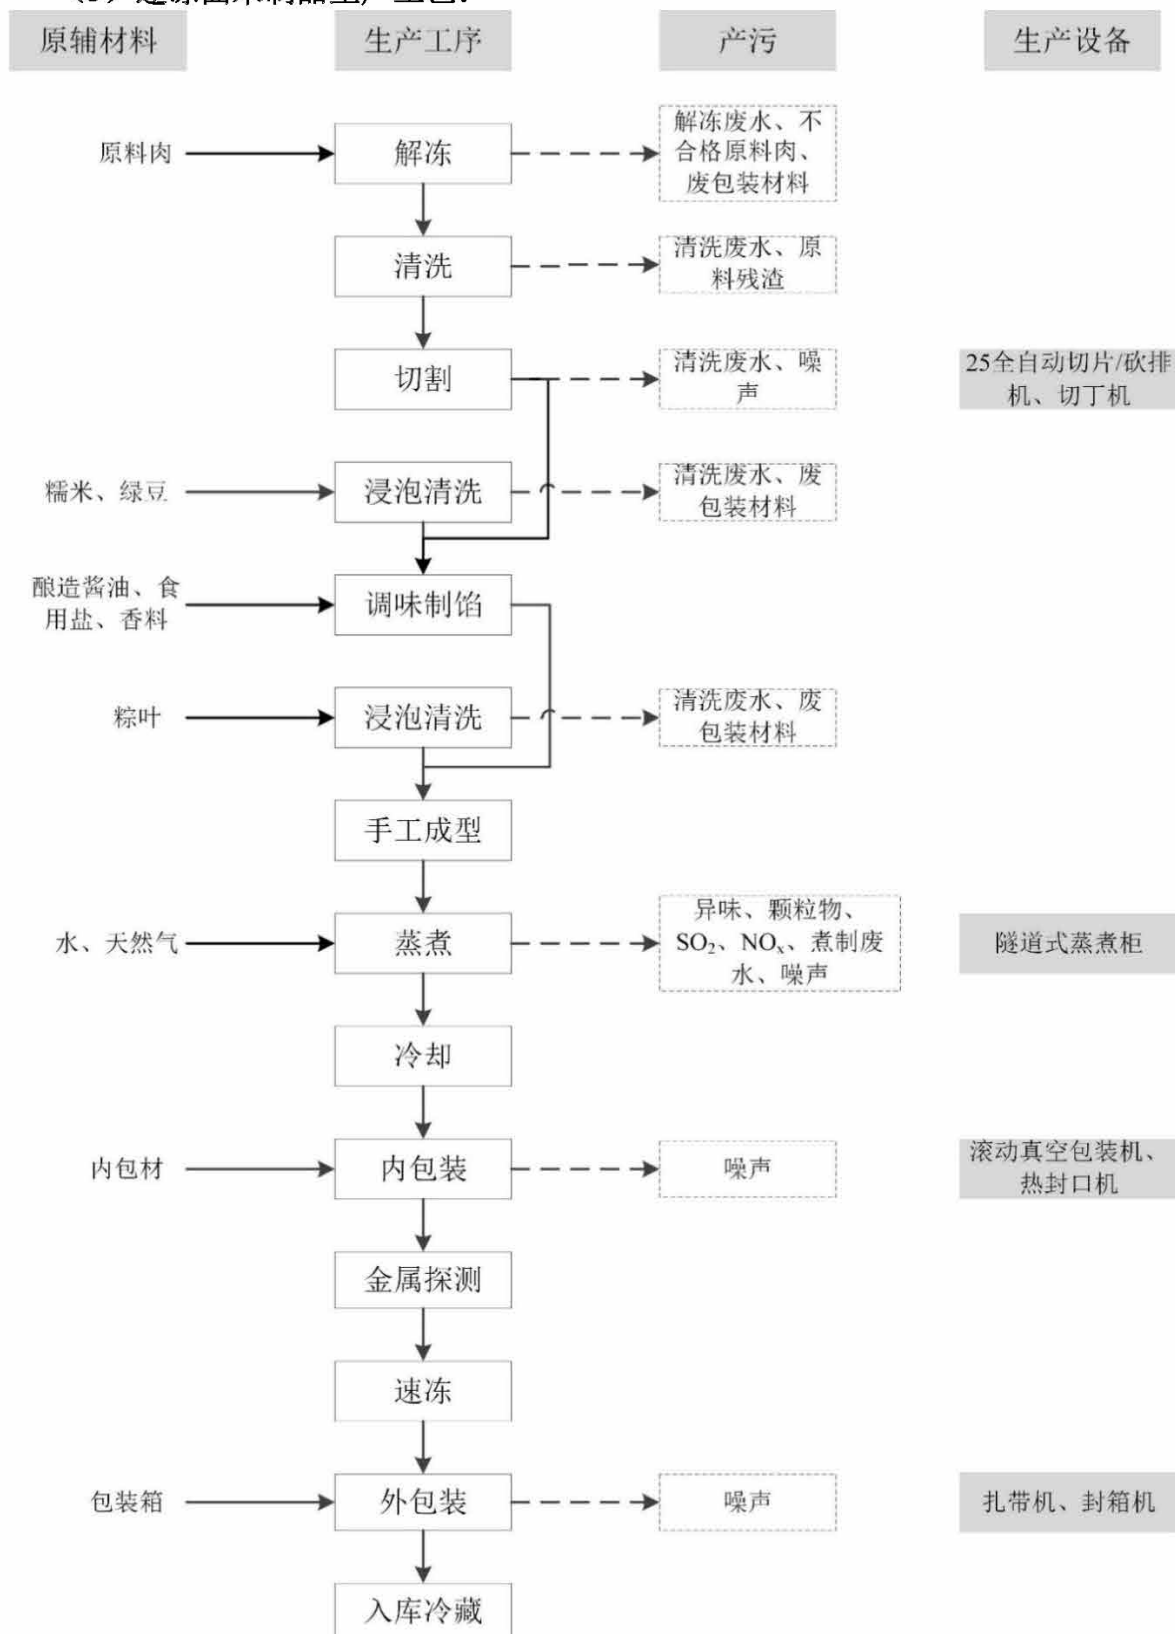 原辅材料
生产工序
产污
生产设备
原料肉
解冻
解冻废水、不
合格原料肉、
废包装材料
清洗
清洗废水、原
料残渣
切割
清洗废水、噪
声
25全自动切片/砍排
机、切丁机
糯米、绿豆
浸泡清洗
清洗废水、废
包装材料
酿造酱油、食
用盐、香料
调味制馅
粽叶
浸泡清洗
清洗废水、废
包装材料
手工成型
水、天然气
蒸煮
异味、颗粒物、
SO₂、NOₓ、煮制废
水、噪声
隧道式蒸煮柜
冷却
内包材
内包装
噪声
滚动真空包装机、
热封口机
金属探测
速冻
包装箱
外包装
噪声
扎带机、封箱机
入库冷藏